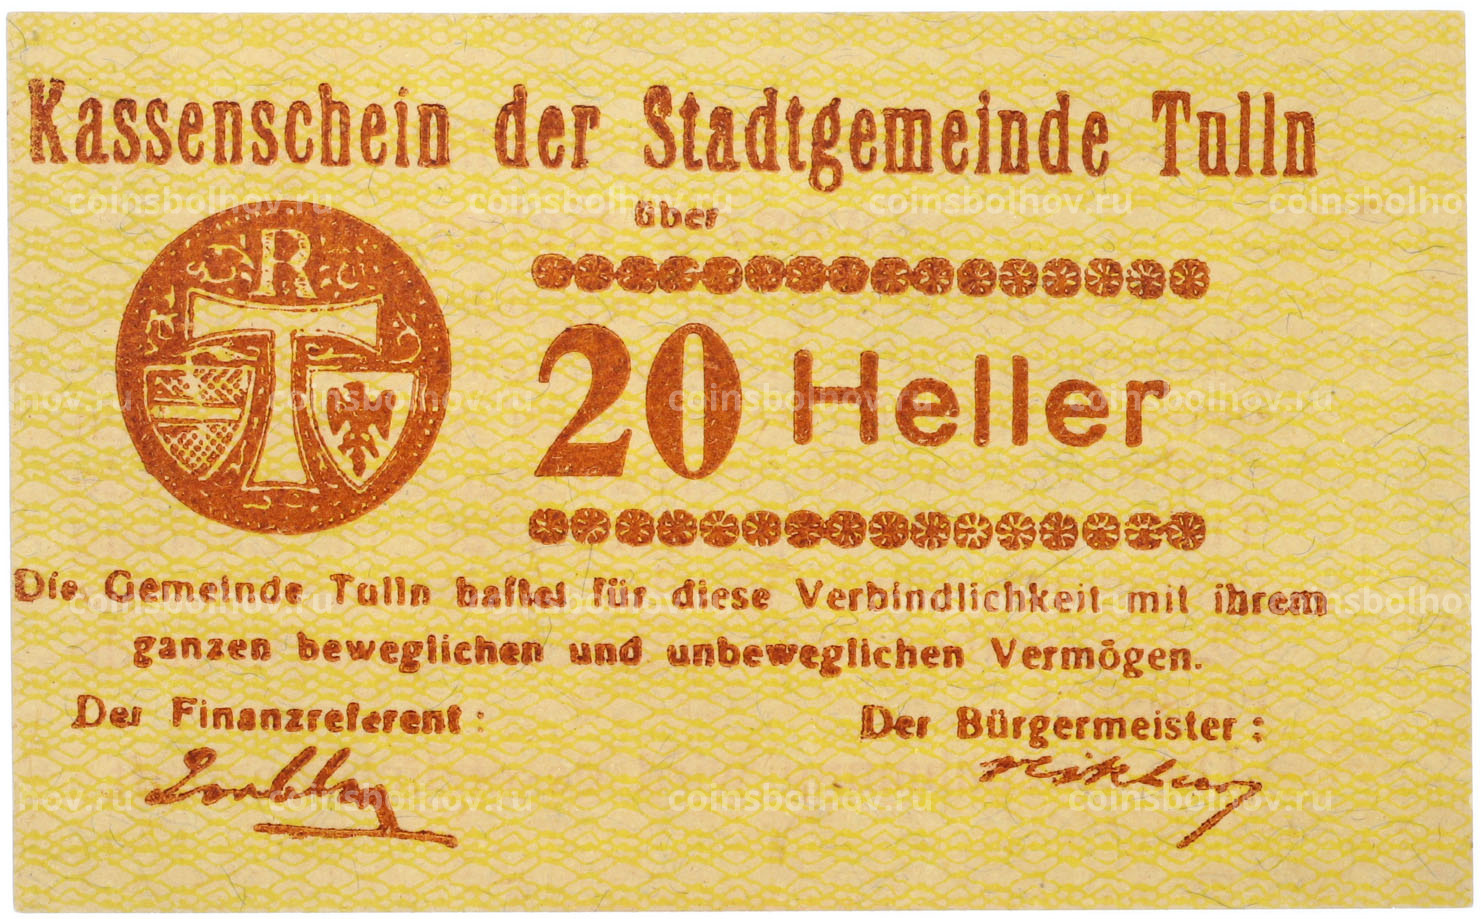 Kassenschein der Stadtgemeinde Tulln
über
R
T
20 Heller
Die Gemeinde Tulln haftet für diese Verbindlichkeit mit ihrem
ganzen beweglichen und unbeweglichen Vermögen.
Der Finanzreferent:
Der Bürgermeister:
coinsbolhov.ru